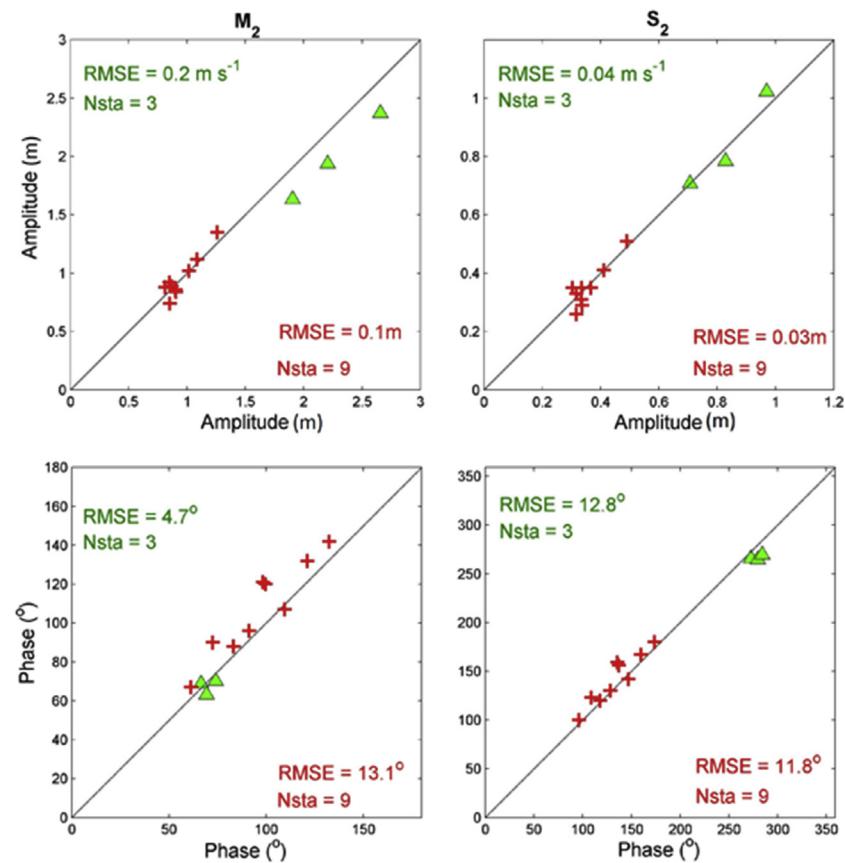 M2
S2
3
2.5
2
1.5
1
0.5
0
RMSE = 0.2 m s-1
Nsta = 3
RMSE = 0.1m
Nsta = 9
Amplitude (m)
0 0.5 1 1.5 2 2.5 3
Amplitude (m)
1
0.8
0.6
0.4
0.2
0
RMSE = 0.04 m s-1
Nsta = 3
RMSE = 0.03m
Nsta = 9
0 0.2 0.4 0.6 0.8 1 1.2
Amplitude (m)
180
160
140
120
100
80
60
40
20
0
RMSE = 4.7o
Nsta = 3
RMSE = 13.1o
Nsta = 9
Phase (o)
0 50 100 150
Phase (o)
350
300
250
200
150
100
50
0
RMSE = 12.8o
Nsta = 3
RMSE = 11.8o
Nsta = 9
0 50 100 150 200 250 300 350
Phase (o)